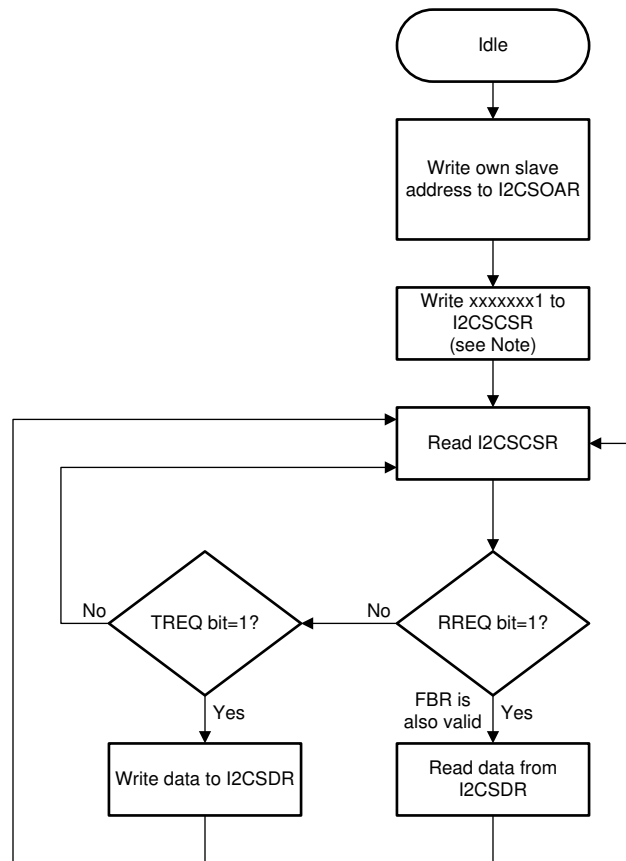 Idle
Write own slave
address to I2CSOAR
Write xxxxxxx1 to
I2CSCSR
(see Note)
Read I2CSCSR
No
TREQ bit=1?
No
RREQ bit=1?
Yes
FBR is
also valid
Yes
Write data to I2CSDR
Read data from
I2CSDR